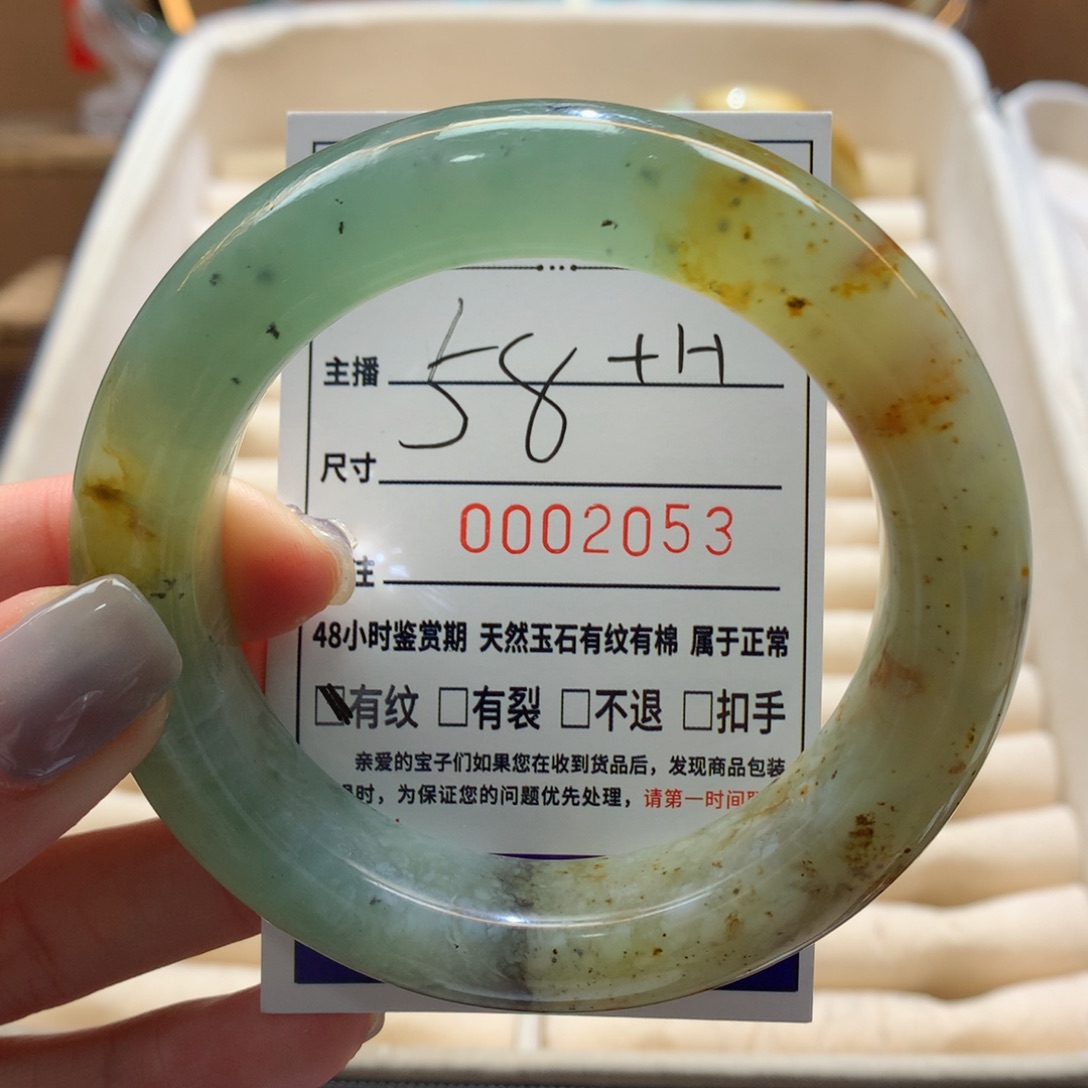 主播 58+H
尺寸
0002053
注
48小时鉴赏期 天然玉石有纹有棉 属于正常
有纹 □有裂 □不退 □扣手
亲爱的宝子们如果您在收到货品后，发现商品包装
时，为保证您的问题优先处理，请第一时间